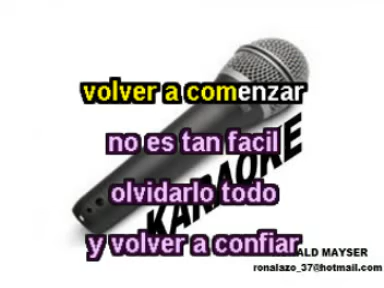 volver a comenzar
no es tan facil
olvidarlo todo
y volver a confiar
KARAOKE
ALD MAYSER
ronalazo_37@hotmail.com